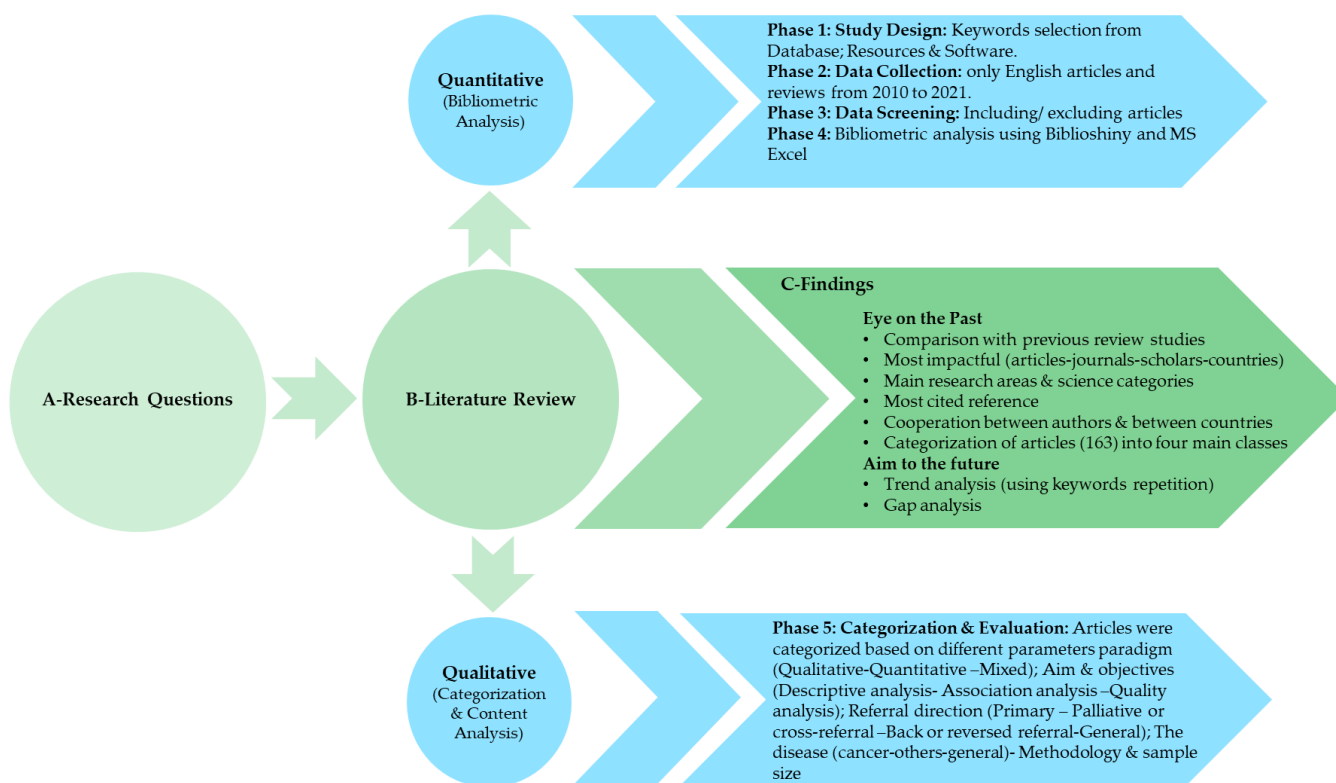 Quantitative
(Bibliometric
Analysis)
Phase 1: Study Design: Keywords selection from
Database; Resources & Software.
Phase 2: Data Collection: only English articles and
reviews from 2010 to 2021.
Phase 3: Data Screening: Including/ excluding articles
Phase 4: Bibliometric analysis using Biblioshiny and MS
Excel
A-Research Questions
B-Literature Review
C-Findings
Eye on the Past
• Comparison with previous review studies
• Most impactful (articles-journals-scholars-countries)
• Main research areas & science categories
• Most cited reference
• Cooperation between authors & between countries
• Categorization of articles (163) into four main classes
Aim to the future
• Trend analysis (using keywords repetition)
• Gap analysis
Qualitative
(Categorization
& Content
Analysis)
Phase 5: Categorization & Evaluation: Articles were
categorized based on different parameters paradigm
(Qualitative-Quantitative –Mixed); Aim & objectives
(Descriptive analysis- Association analysis –Quality
analysis); Referral direction (Primary – Palliative or
cross-referral –Back or reversed referral-General); The
disease (cancer-others-general)- Methodology & sample
size